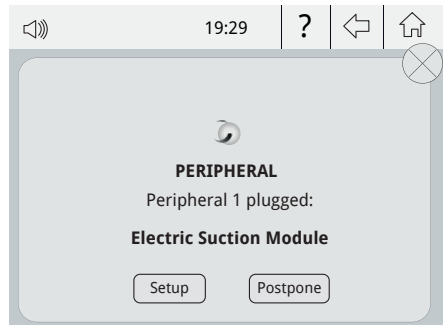 19:29 ?
PERIPHERAL
Peripheral 1 plugged:
Electric Suction Module
Setup Postpone